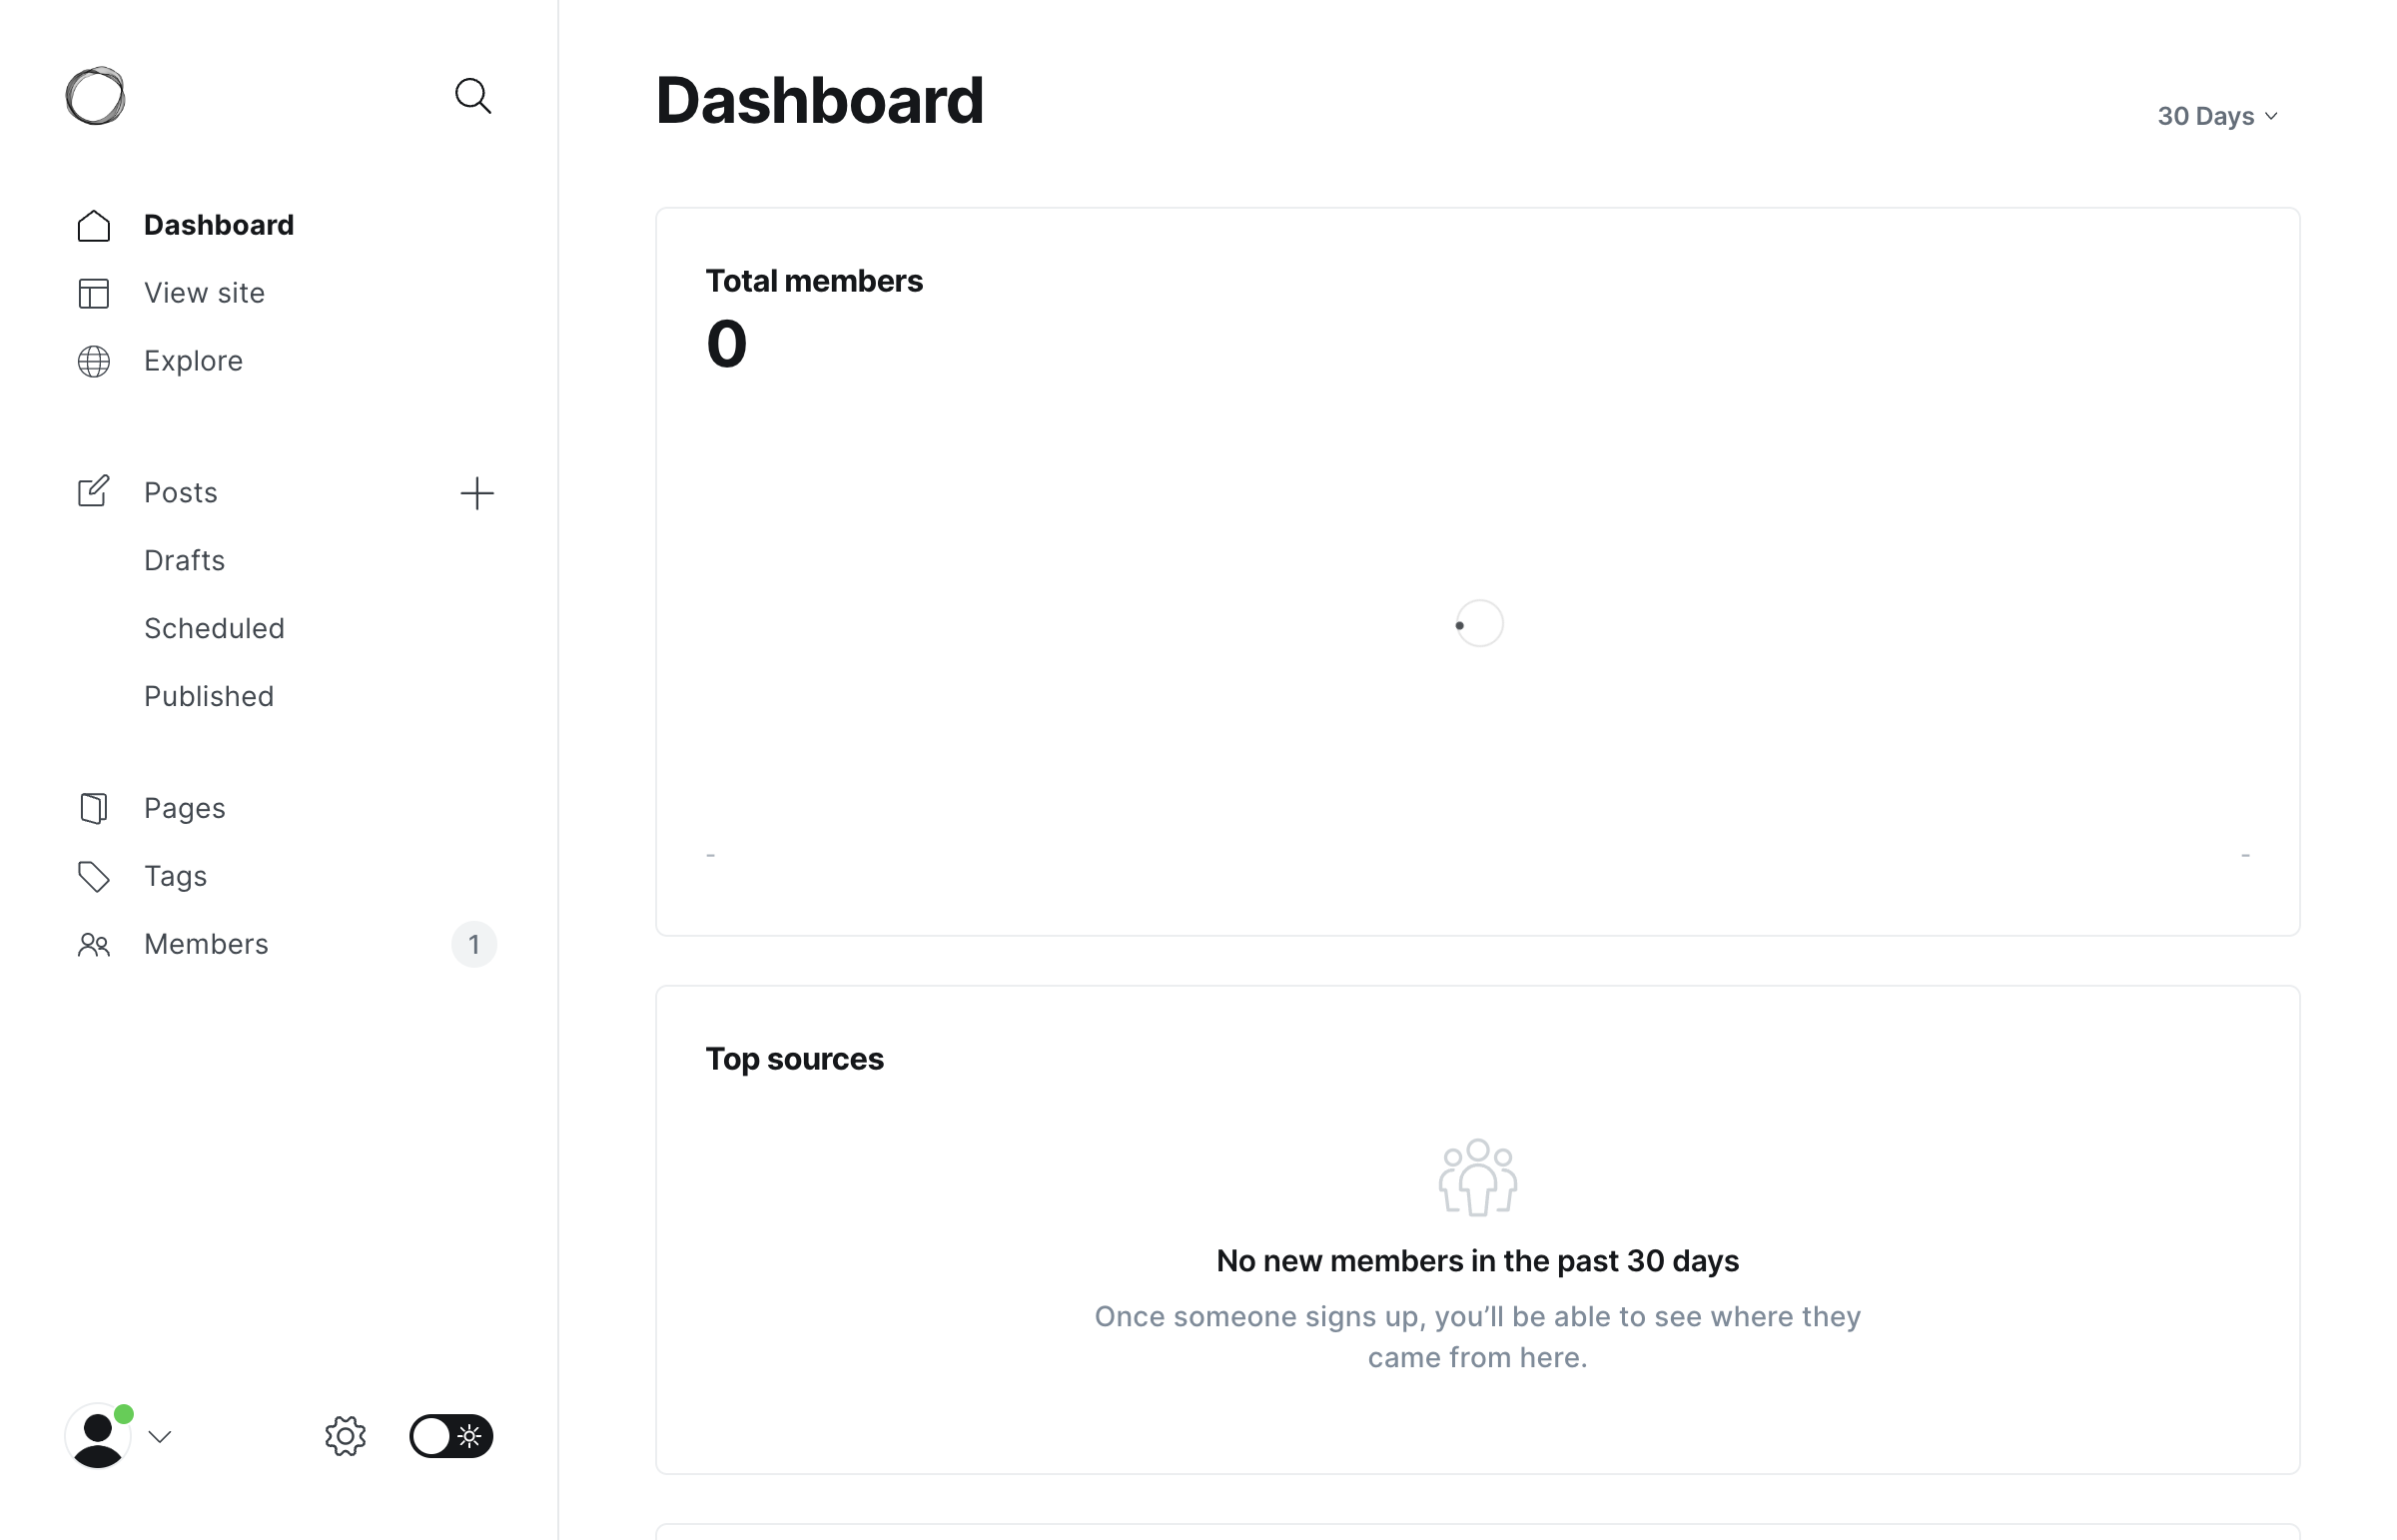 Dashboard
View site
Explore
Posts
Drafts
Scheduled
Published
Pages
Tags
Members
1
Dashboard
30 Days
Total members
0
-
-
Top sources
No new members in the past 30 days
Once someone signs up, you’ll be able to see where they
came from here.